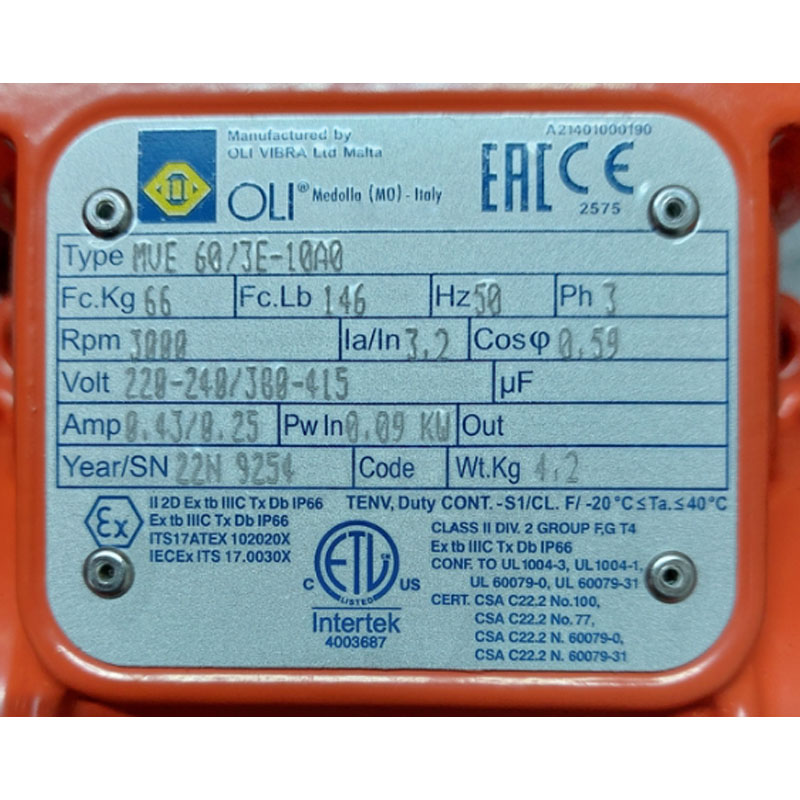 Manufactured by
OLI VIBRA Ltd Malta
A21401000190
OLI® Medolla (MO) - Italy
EAC CE
2575
Type MVE 60/3E-10A0
Fc.Kg 66 Fc.Lb 146 Hz 50 Ph 3
Rpm 3000 Ia/In 3,2 Cosφ 0.59
Volt 220-240/380-415 µF
Amp 0.43/0.25 Pw In 0,09 KW Out
Year/SN 22N 9254 Code Wt.Kg 4,2
Ex
II 2D Ex tb IIIC Tx Db IP66
Ex tb IIIC Tx Db IP66
ITS17ATEX 102020X
IECEx ITS 17.0030X
TENV, Duty CONT. -S1/CL. F/ -20 °C ≤Ta.≤ 40°C
C ETL US
LISTED
Intertek
4003687
CLASS II DIV. 2 GROUP F,G T4
Ex tb IIIC Tx Db IP66
CONF. TO UL1004-3, UL1004-1,
UL 60079-0, UL 60079-31
CERT. CSA C22.2 No.100,
CSA C22.2 No.77,
CSA C22.2 N. 60079-0,
CSA C22.2 N. 60079-31